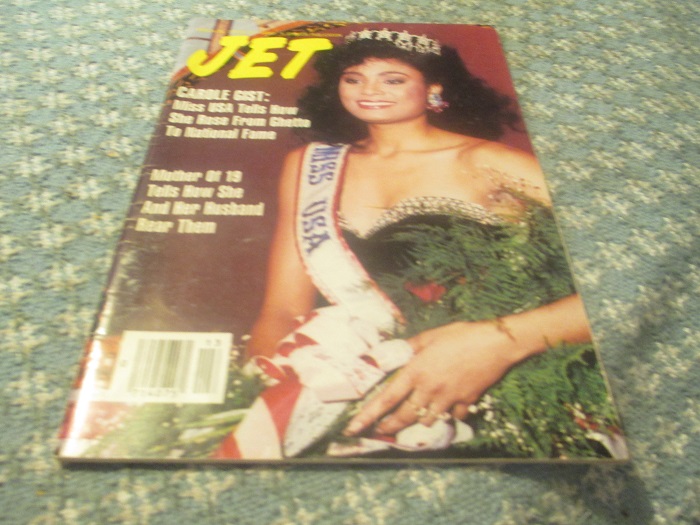 JET
CAROLE GIST:
Miss USA Tells How
She Rose From Ghetto
To National Fame
Mother Of 19
Tells How She
And Her Husband
Rear Them
MISS USA